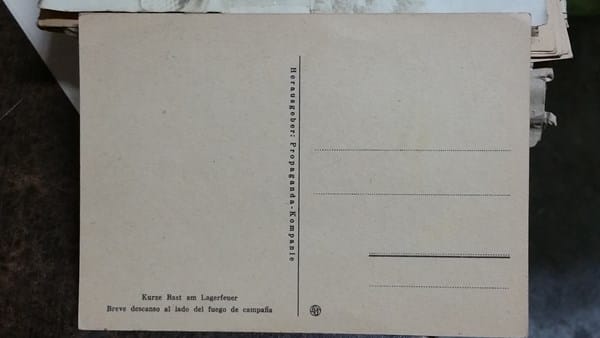 Herausgeber: Propaganda-Kompanie
Kurze Rast am Lagerfeuer
Breve descanso al lado del fuego de campaña